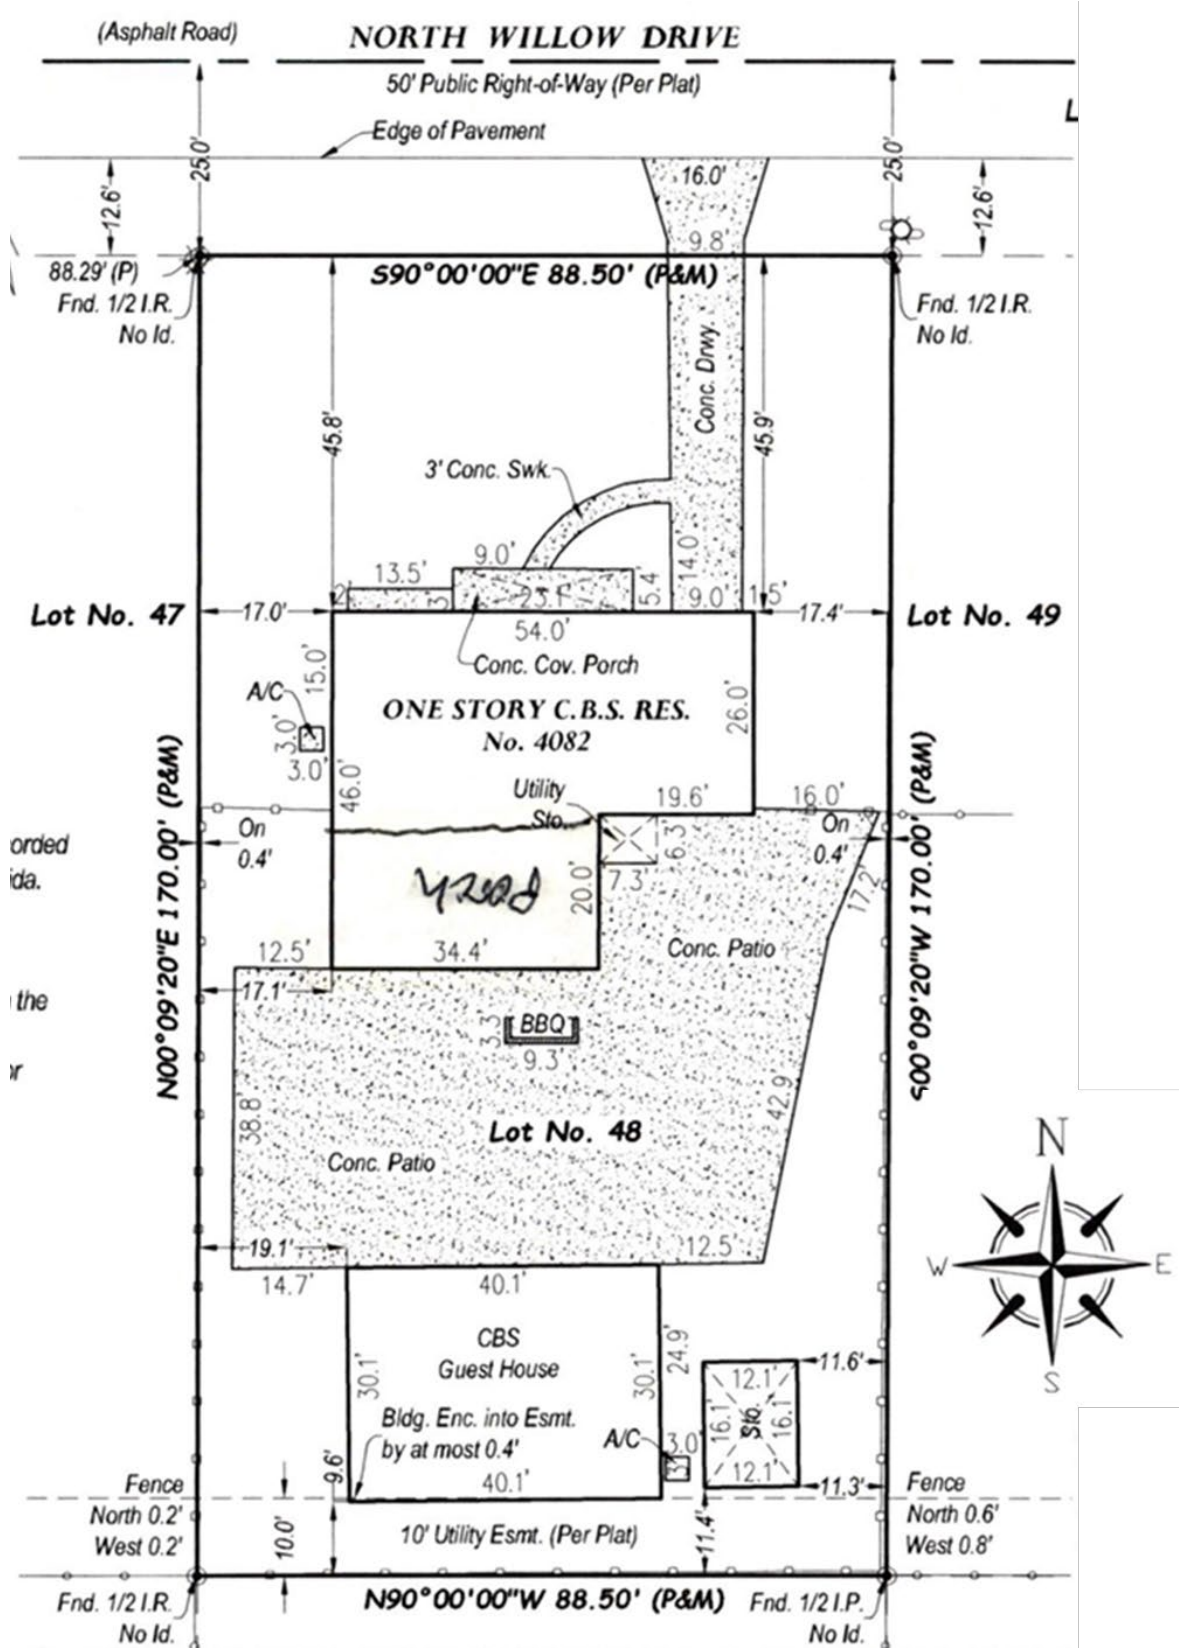 (Asphalt Road)
NORTH WILLOW DRIVE
50' Public Right-of-Way (Per Plat)
L
Edge of Pavement
25.0'
25.0'
12.6'
12.6'
16.0'
9.8'
88.29' (P)
S90°00'00"E 88.50' (P&M)
Fnd. 1/2 I.R.
No Id.
Fnd. 1/2 I.R.
No Id.
Conc. Drwy.
45.8'
45.9'
3' Conc. Swk.
9.0'
13.5'
2'
3'
23.1'
5.4'
14.0'
9.0'
1.5'
Lot No. 47
17.0'
54.0'
17.4'
Lot No. 49
Conc. Cov. Porch
15.0'
A/C
3.0'
3.0'
ONE STORY C.B.S. RES.
No. 4082
26.0'
46.0'
Utility
Sto.
19.6'
16.0'
6.3'
7.3'
20.0'
N00°09'20"E 170.00' (P&M)
S00°09'20"W 170.00' (P&M)
On
0.4'
On
0.4'
17.2'
orded
da.
the
or
Porch
12.5'
34.4'
Conc. Patio
17.1'
BBQ
3.3'
9.3'
38.8'
42.9'
Lot No. 48
Conc. Patio
N
W
E
S
19.1'
14.7'
40.1'
12.5'
CBS
Guest House
30.1'
30.1'
24.9'
Bldg. Enc. into Esmt.
by at most 0.4'
40.1'
A/C
3.0'
3'
12.1'
16.1'
Sto.
16.1'
12.1'
11.6'
11.3'
9.6'
Fence
North 0.2'
West 0.2'
Fence
North 0.6'
West 0.8'
10.0'
10' Utility Esmt. (Per Plat)
11.4'
N90°00'00"W 88.50' (P&M)
Fnd. 1/2 I.R.
No Id.
Fnd. 1/2 I.P.
No Id.